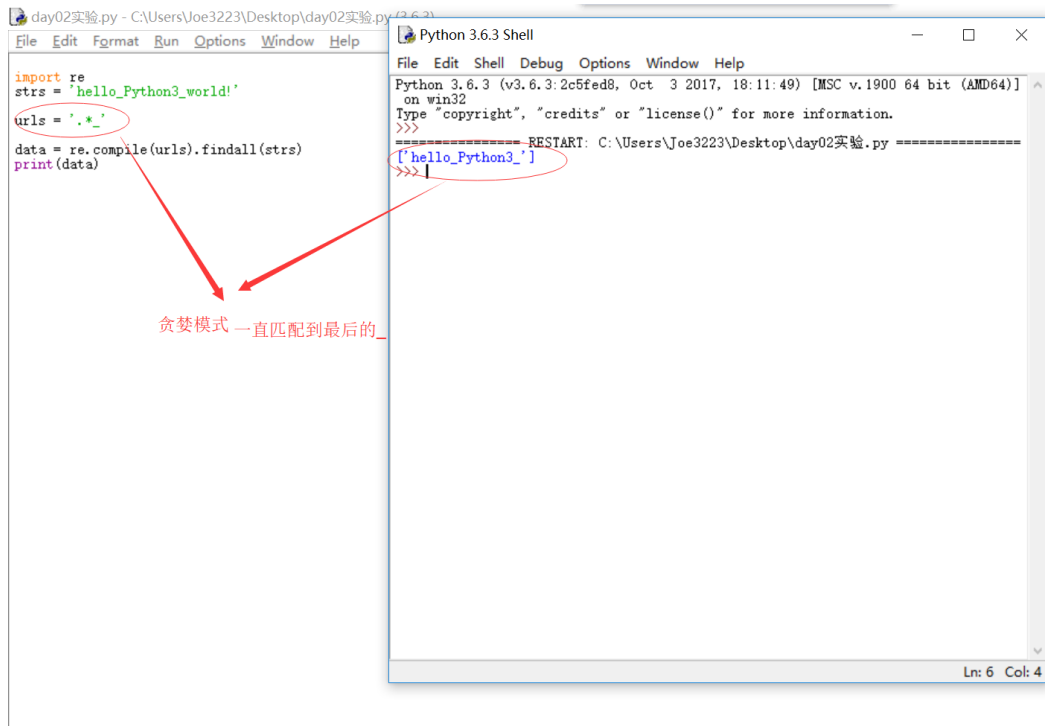 day02实验.py - C:\Users\Joe3223\Desktop\day02实验.py (3.6.3)
File Edit Format Run Options Window Help
import re
strs = 'hello_Python3_world!'
urls = '.*_'
data = re.compile(urls).findall(strs)
print(data)
贪婪模式 一直匹配到最后的_
Python 3.6.3 Shell
File Edit Shell Debug Options Window Help
Python 3.6.3 (v3.6.3:2c5fed8, Oct  3 2017, 18:11:49) [MSC v.1900 64 bit (AMD64)]
on win32
Type "copyright", "credits" or "license()" for more information.
>>>
================ RESTART: C:\Users\Joe3223\Desktop\day02实验.py ================
['hello_Python3_']
>>>
Ln: 6 Col: 4